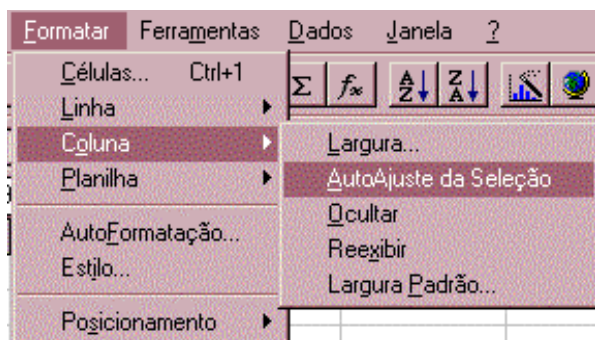 Formatar Ferramentas Dados Janela ?
Células... Ctrl+1
Linha
Coluna
Planilha
AutoFormatação...
Estilo...
Posicionamento
Σ fx A Z Z A
Largura...
AutoAjuste da Seleção
Ocultar
Reexibir
Largura Padrão...